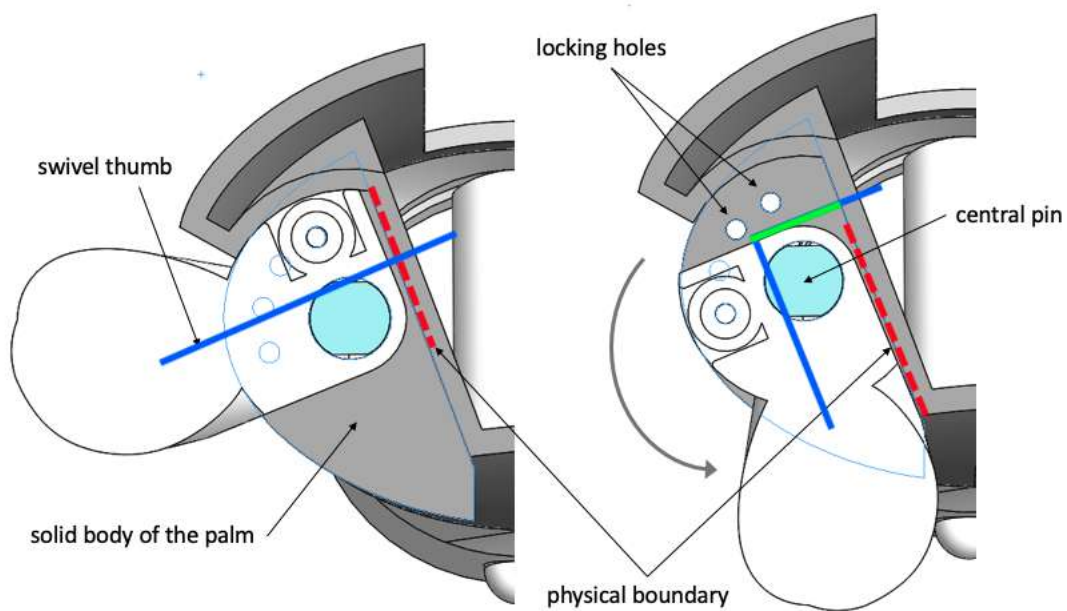 locking holes
swivel thumb
central pin
solid body of the palm
physical boundary